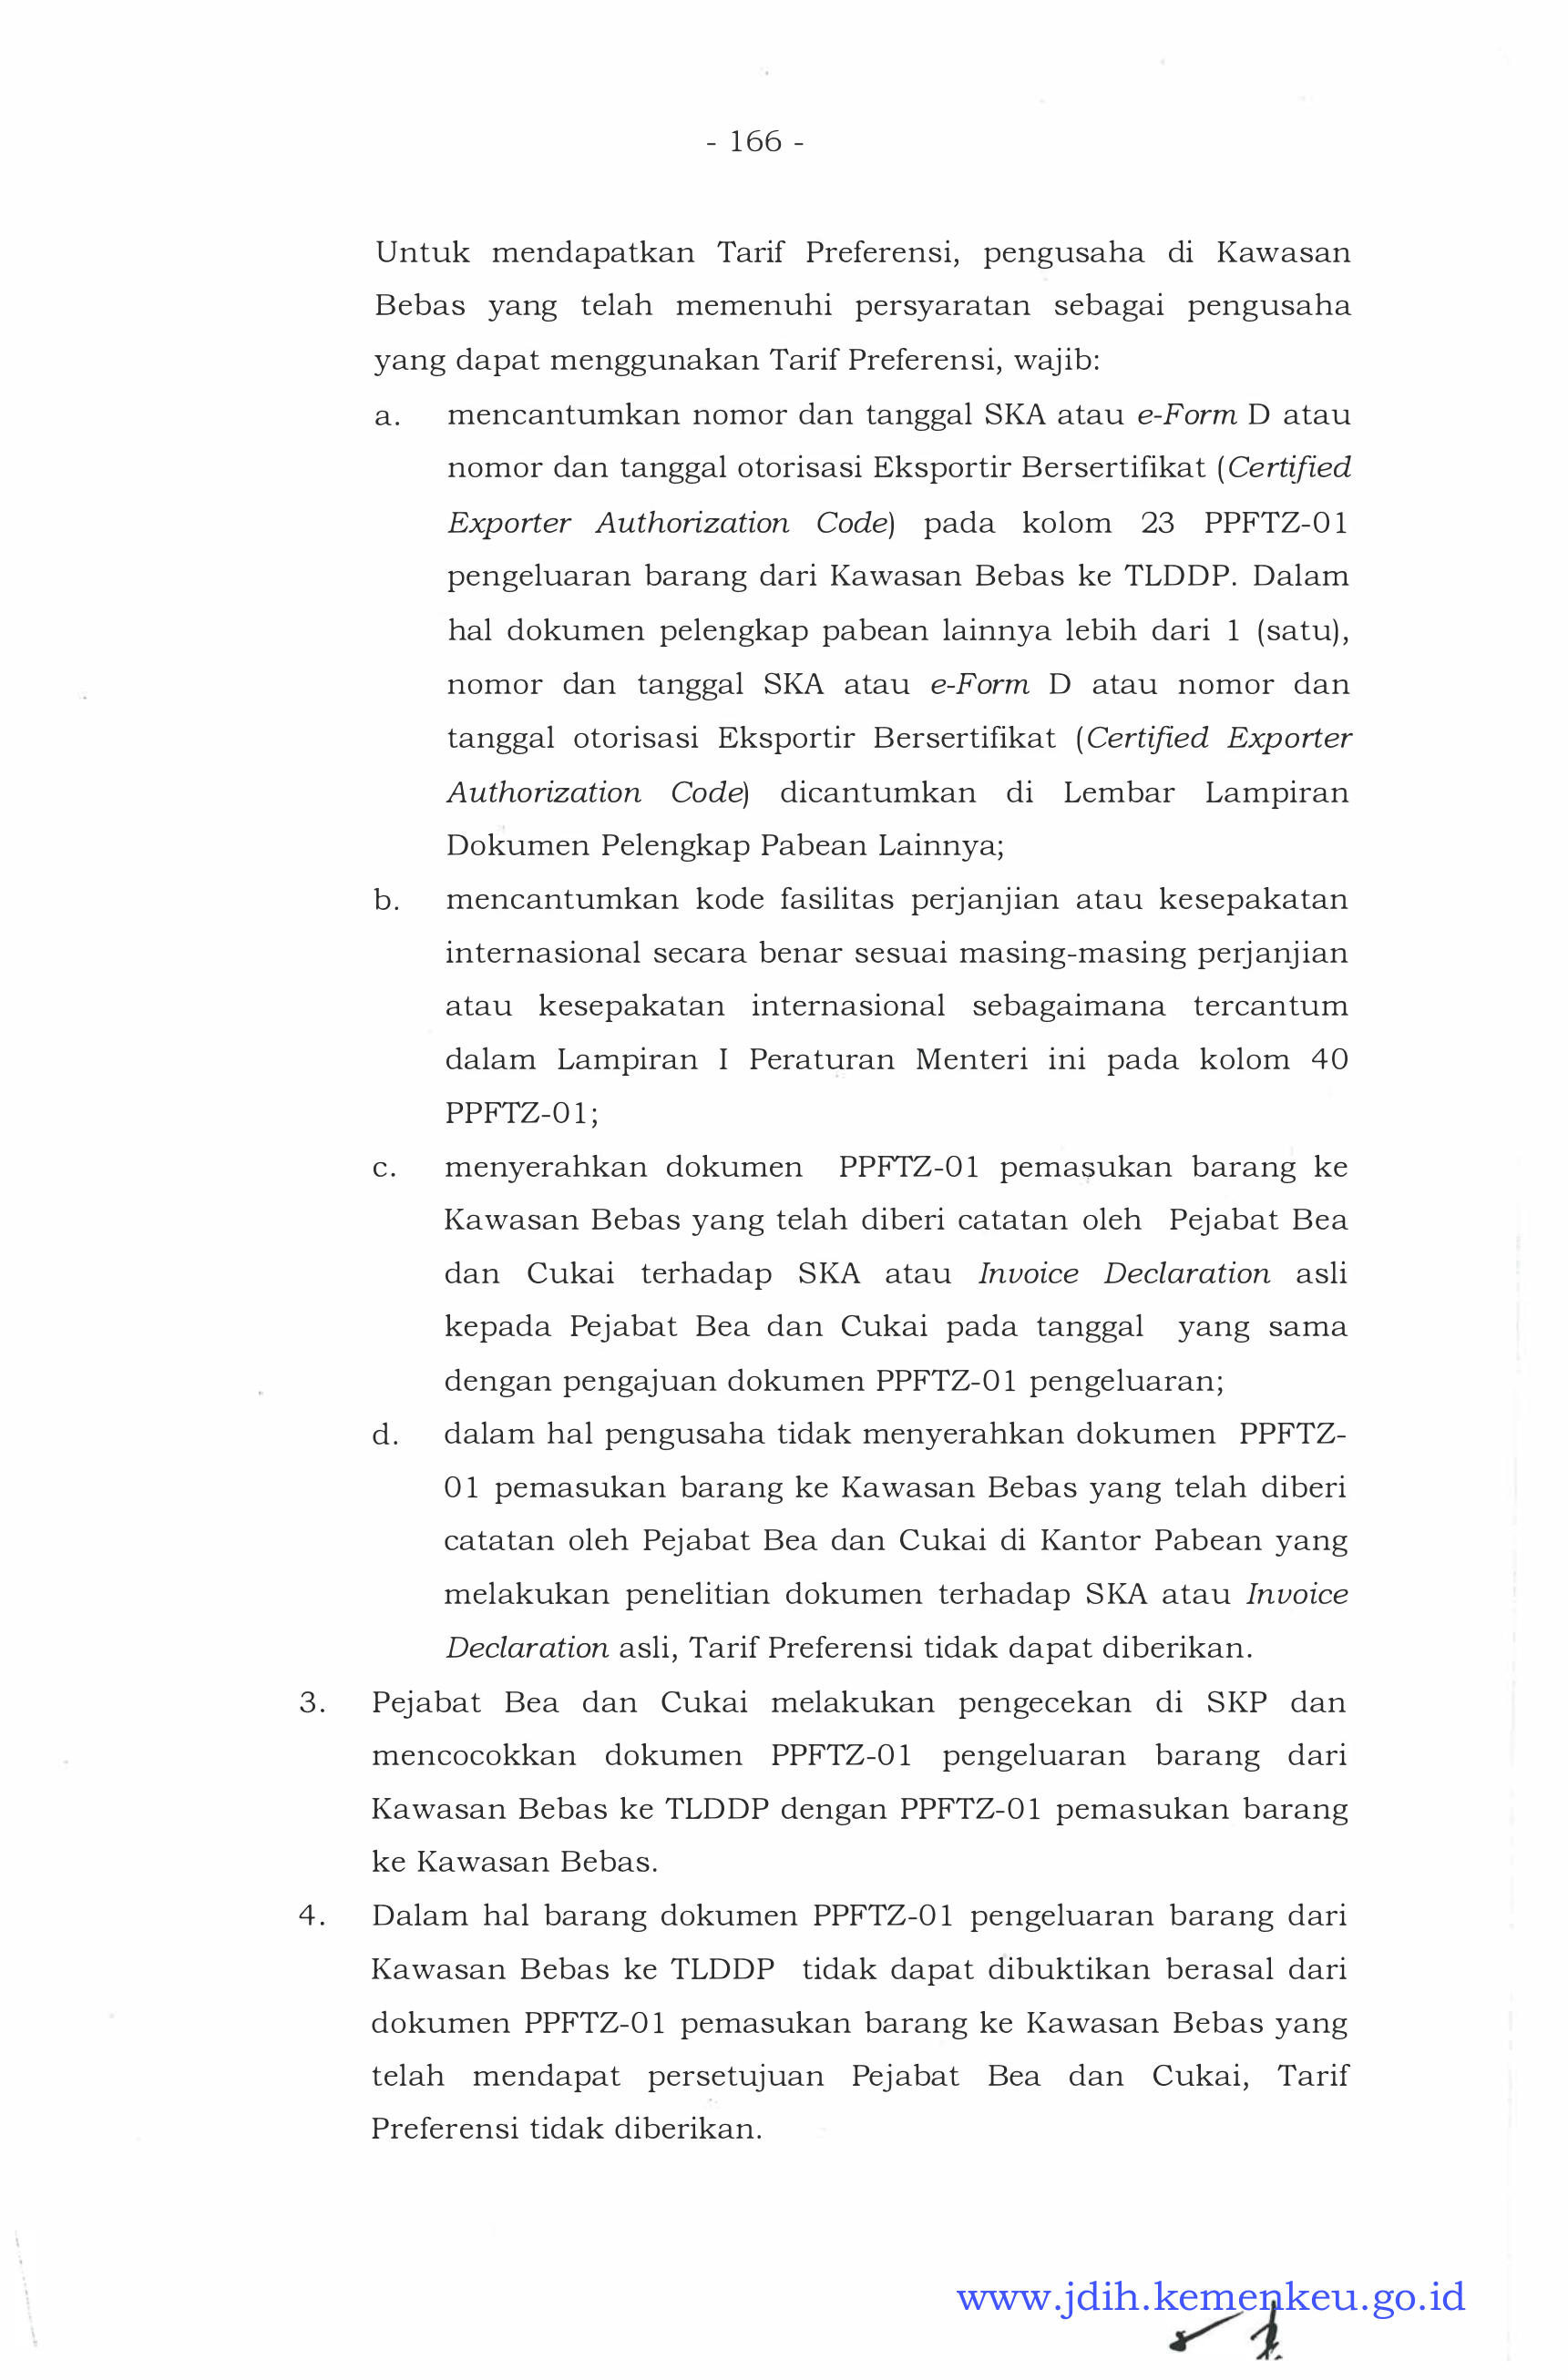 - 166 -
Untuk mendapatkan Tarif Preferensi, pengusaha di Kawasan
Bebas yang telah memenuhi persyaratan sebagai pengusaha
yang dapat menggunakan Tarif Preferensi, wajib:
a. mencantumkan nomor dan tanggal SKA atau e-Form D atau
nomor dan tanggal otorisasi Eksportir Bersertifikat (Certified
Exporter Authorization Code) pada kolom 23 PPFTZ-01
pengeluaran barang dari Kawasan Bebas ke TLDDP. Dalam
hal dokumen pelengkap pabean lainnya lebih dari 1 (satu),
nomor dan tanggal SKA atau e-Form D atau nomor dan
tanggal otorisasi Eksportir Bersertifikat (Certified Exporter
Authorization Code) dicantumkan di Lembar Lampiran
Dokumen Pelengkap Pabean Lainnya;
b. mencantumkan kode fasilitas perjanjian atau kesepakatan
internasional secara benar sesuai masing-masing perjanjian
atau kesepakatan internasional sebagaimana tercantum
dalam Lampiran I Peraturan Menteri ini pada kolom 40
PPFTZ-01;
c. menyerahkan dokumen PPFTZ-01 pemasukan barang ke
Kawasan Bebas yang telah diberi catatan oleh Pejabat Bea
dan Cukai terhadap SKA atau Invoice Declaration asli
kepada Pejabat Bea dan Cukai pada tanggal yang sama
dengan pengajuan dokumen PPFTZ-01 pengeluaran;
d. dalam hal pengusaha tidak menyerahkan dokumen PPFTZ-
01 pemasukan barang ke Kawasan Bebas yang telah diberi
catatan oleh Pejabat Bea dan Cukai di Kantor Pabean yang
melakukan penelitian dokumen terhadap SKA atau Invoice
Declaration asli, Tarif Preferensi tidak dapat diberikan.
3. Pejabat Bea dan Cukai melakukan pengecekan di SKP dan
mencocokkan dokumen PPFTZ-01 pengeluaran barang dari
Kawasan Bebas ke TLDDP dengan PPFTZ-01 pemasukan barang
ke Kawasan Bebas.
4. Dalam hal barang dokumen PPFTZ-01 pengeluaran barang dari
Kawasan Bebas ke TLDDP tidak dapat dibuktikan berasal dari
dokumen PPFTZ-01 pemasukan barang ke Kawasan Bebas yang
telah mendapat persetujuan Pejabat Bea dan Cukai, Tarif
Preferensi tidak diberikan.
www.jdih.kemenkeu.go.id